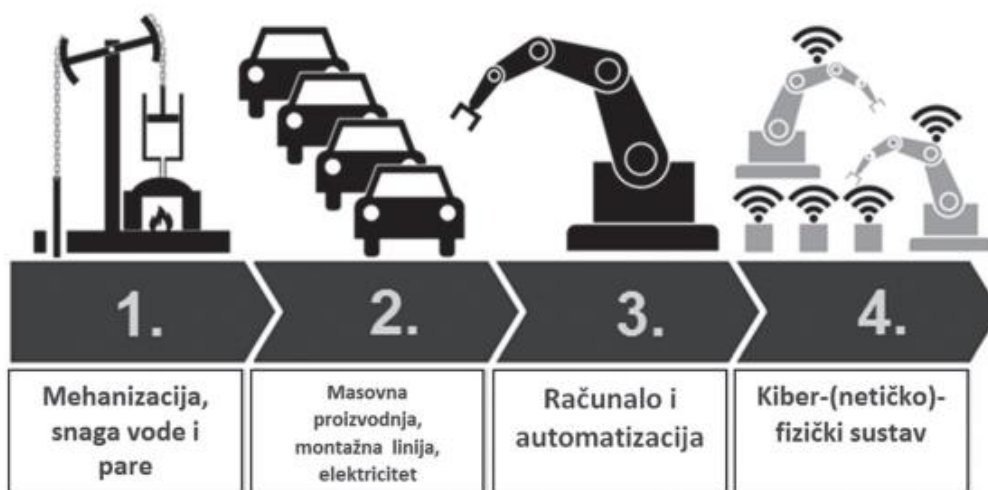 1.
2.
3.
4.
Mehanizacija,
snaga vode i
pare
Masovna
proizvodnja,
montažna linija,
elektricitet
Računalo i
automatizacija
Kiber-(netičko)-
fizički sustav